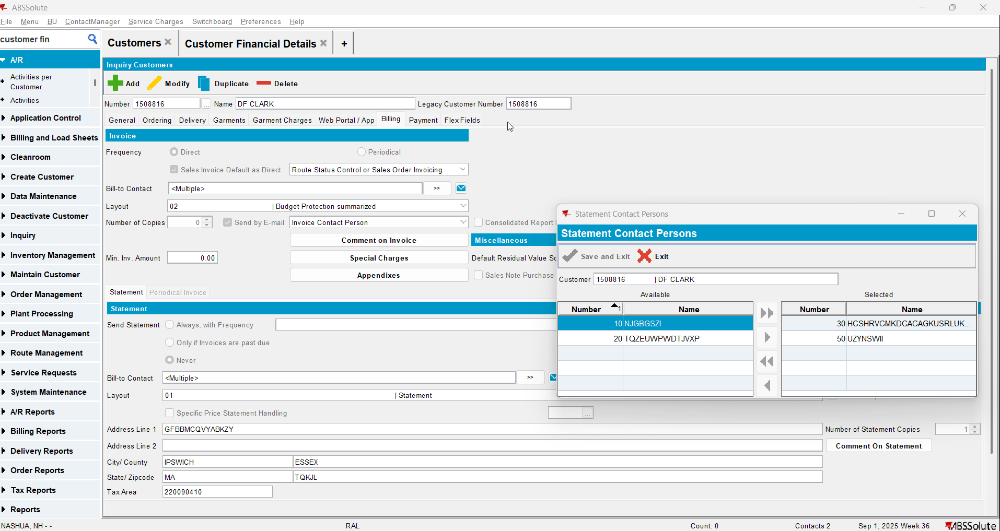 ABSSolute
File Menu BU ContactManager Service Charges Switchboard Preferences Help
customer fin
Customers
Customer Financial Details
+
A/R
Activities per
Customer
Activities
Application Control
Billing and Load Sheets
Cleanroom
Create Customer
Data Maintenance
Deactivate Customer
Inquiry
Inventory Management
Maintain Customer
Order Management
Plant Processing
Product Management
Route Management
Service Requests
System Maintenance
A/R Reports
Billing Reports
Delivery Reports
Order Reports
Tax Reports
Reports
Inquiry Customers
Add Modify Duplicate Delete
Number 1508816 ... Name DF CLARK Legacy Customer Number 1508816
General Ordering Delivery Garments Garment Charges Web Portal / App Billing Payment Flex Fields
Invoice
Frequency Direct Periodical
Sales Invoice Default as Direct Route Status Control or Sales Order Invoicing
Bill-to Contact <Multiple> >>
Layout 02 | Budget Protection summarized
Number of Copies 0 Send by E-mail Invoice Contact Person Consolidated Report
Comment on Invoice Miscellaneous
Min. Inv. Amount 0.00 Special Charges Default Residual Value Sc
Appendixes Sales Note Purchase
Statement Periodical Invoice
Statement
Send Statement Always, with Frequency
Only if Invoices are past due
Never
Bill-to Contact <Multiple> >>
Layout 01 | Statement
Specific Price Statement Handling ...
Address Line 1 GFBBMCQVYABKZY Number of Statement Copies 1
Address Line 2 Comment On Statement
City/ County IPSWICH ESSEX
State/ Zipcode MA TQKJL
Tax Area 220090410
Statement Contact Persons
Statement Contact Persons
Save and Exit Exit
Customer 1508816 | DF CLARK
Available Selected
Number 1 Name Number Name
10 NJGBGSZI 30 HCSHRVCMKDCACAGKUSRLUK...
20 TQZEUWPWDTJVXP 50 UZYNSWII
NASHUA, NH - - RAL Count: 0 Contacts 2 Sep 1, 2025 Week 36 ABSSolute